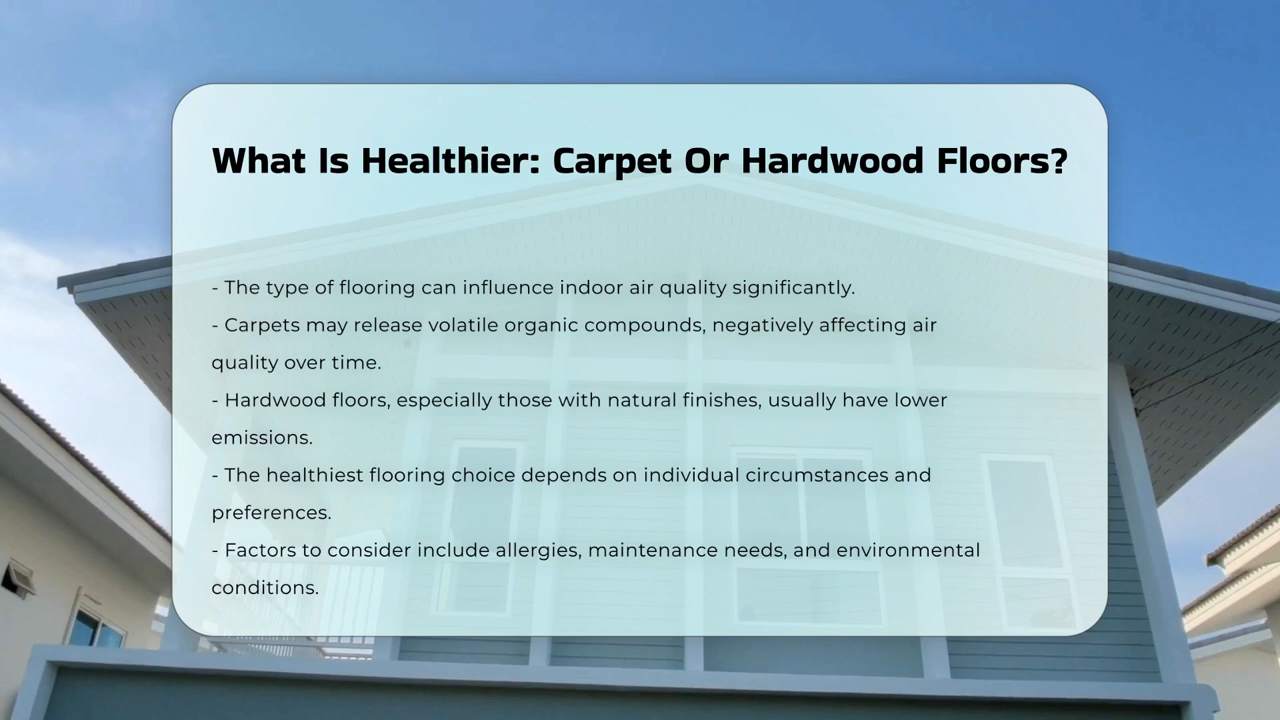 What Is Healthier: Carpet Or Hardwood Floors?
- The type of flooring can influence indoor air quality significantly.
- Carpets may release volatile organic compounds, negatively affecting air
quality over time.
- Hardwood floors, especially those with natural finishes, usually have lower
emissions.
- The healthiest flooring choice depends on individual circumstances and
preferences.
- Factors to consider include allergies, maintenance needs, and environmental
conditions.